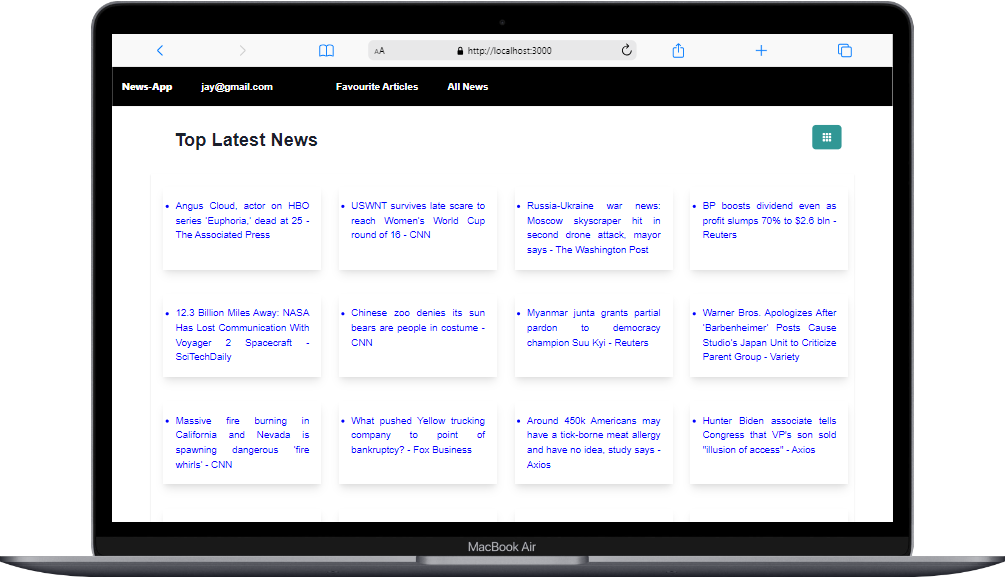 AA http://localhost:3000
News-App jay@gmail.com Favourite Articles All News
Top Latest News
• Angus Cloud, actor on HBO
series 'Euphoria,' dead at 25 -
The Associated Press
• USWNT survives late scare to
reach Women's World Cup
round of 16 - CNN
• Russia-Ukraine war news:
Moscow skyscraper hit in
second drone attack, mayor
says - The Washington Post
• BP boosts dividend even as
profit slumps 70% to $2.6 bln -
Reuters
• 12.3 Billion Miles Away: NASA
Has Lost Communication With
Voyager 2 Spacecraft -
SciTechDaily
• Chinese zoo denies its sun
bears are people in costume -
CNN
• Myanmar junta grants partial
pardon to democracy
champion Suu Kyi - Reuters
• Warner Bros. Apologizes After
'Barbenheimer' Posts Cause
Studio's Japan Unit to Criticize
Parent Group - Variety
• Massive fire burning in
California and Nevada is
spawning dangerous 'fire
whirls' - CNN
• What pushed Yellow trucking
company to point of
bankruptcy? - Fox Business
• Around 450k Americans may
have a tick-borne meat allergy
and have no idea, study says -
Axios
• Hunter Biden associate tells
Congress that VP's son sold
"illusion of access" - Axios
MacBook Air